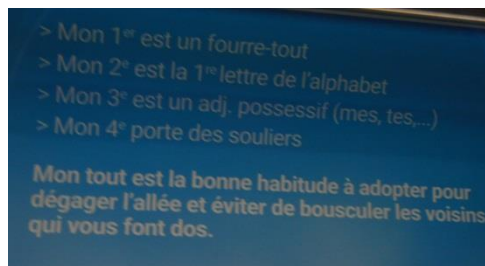 > Mon 1er est un fourre-tout
> Mon 2e est la 1re lettre de l'alphabet
> Mon 3e est un adj. possessif (mes, tes,...)
> Mon 4e porte des souliers
Mon tout est la bonne habitude à adopter pour
dégager l'allée et éviter de bousculer les voisins
qui vous font dos.